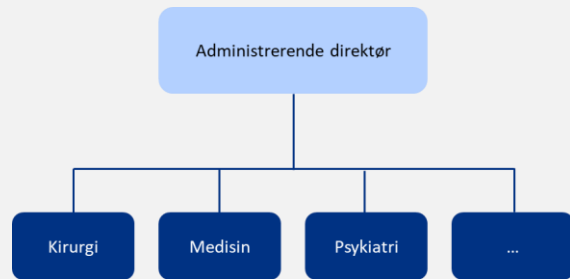 Administrerende direktør
Kirurgi
Medisin
Psykiatri
...